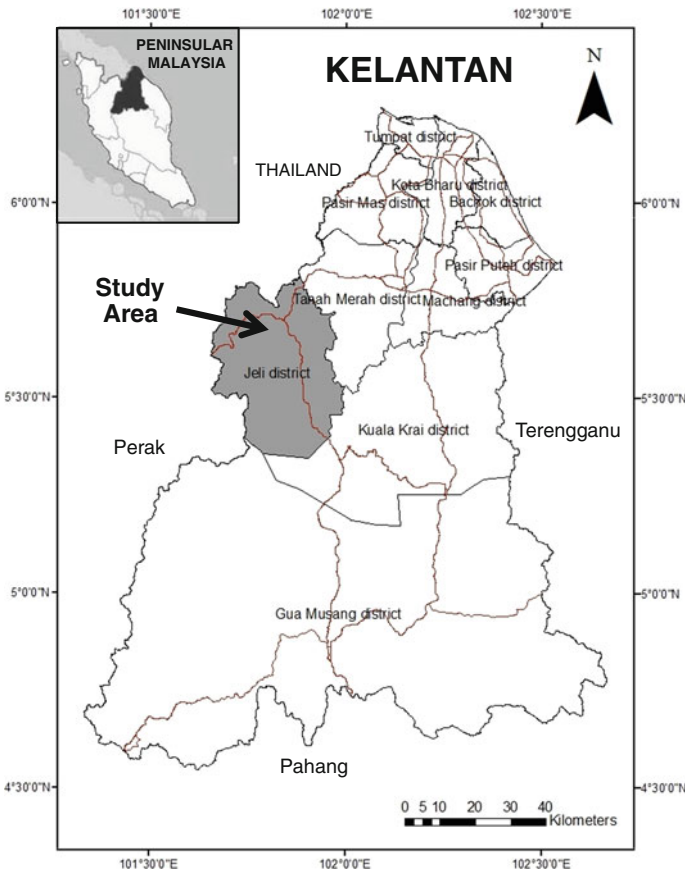 101°30'0"E 102°0'0"E 102°30'0"E
PENINSULAR
MALAYSIA
KELANTAN
N
Tumpat district
THAILAND
Kota Bharu district
6°0'0"N
Pasir Mas district
Bachok district
6°0'0"N
Pasir Puteh district
Study
Area
Tanah Merah district
Machang district
5°30'0"N
Jeli district
5°30'0"N
Kuala Krai district
Terengganu
Perak
5°0'0"N
5°0'0"N
Gua Musang district
Pahang
4°30'0"N
4°30'0"N
0 5 10 20 30 40
Kilometers
101°30'0"E 102°0'0"E 102°30'0"E